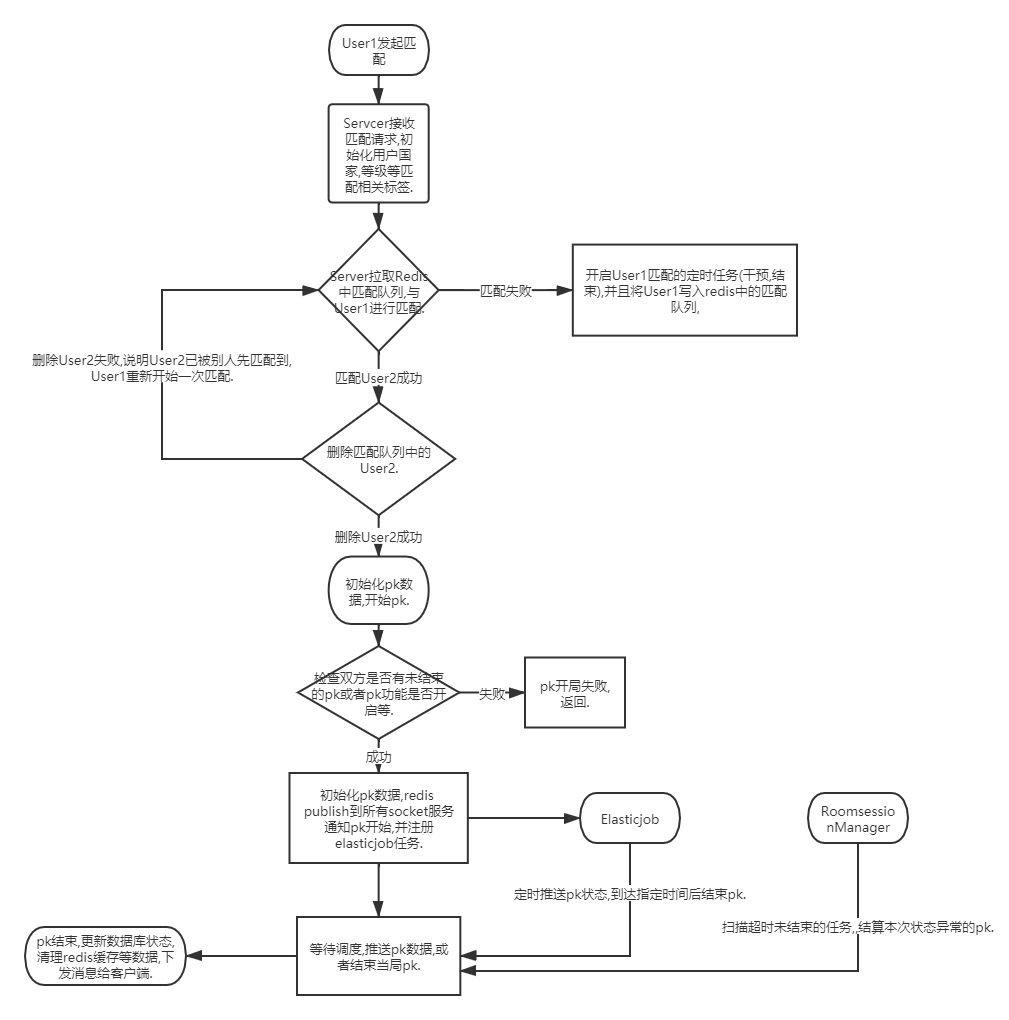 User1发起匹
配
Servcer接收
匹配请求,初
始化用户国
家,等级等匹
配相关标签.
Server拉取Redis
中匹配队列,与
User1进行匹配.
匹配失败
开启User1匹配的定时任务(干预,结
束),并且将User1写入redis中的匹配
队列,
删除User2失败,说明User2已被别人先匹配到,
User1重新开始一次匹配.
匹配User2成功
删除匹配队列中的
User2.
删除User2成功
初始化pk数
据,开始pk.
检查双方是否有未结束
的pk或者pk功能是否开
启等.
失败
pk开局失败,
返回.
成功
初始化pk数据,redis
publish到所有socket服务
通知pk开始,并注册
elasticjob任务.
Elasticjob
Roomsessio
nManager
定时推送pk状态,到达指定时间后结束pk.
扫描超时未结束的任务,,结算本次状态异常的pk.
等待调度,推送pk数据,或
者结束当局pk.
pk结束,更新数据库状态,
清理redis缓存等数据,下
发消息给客户端.